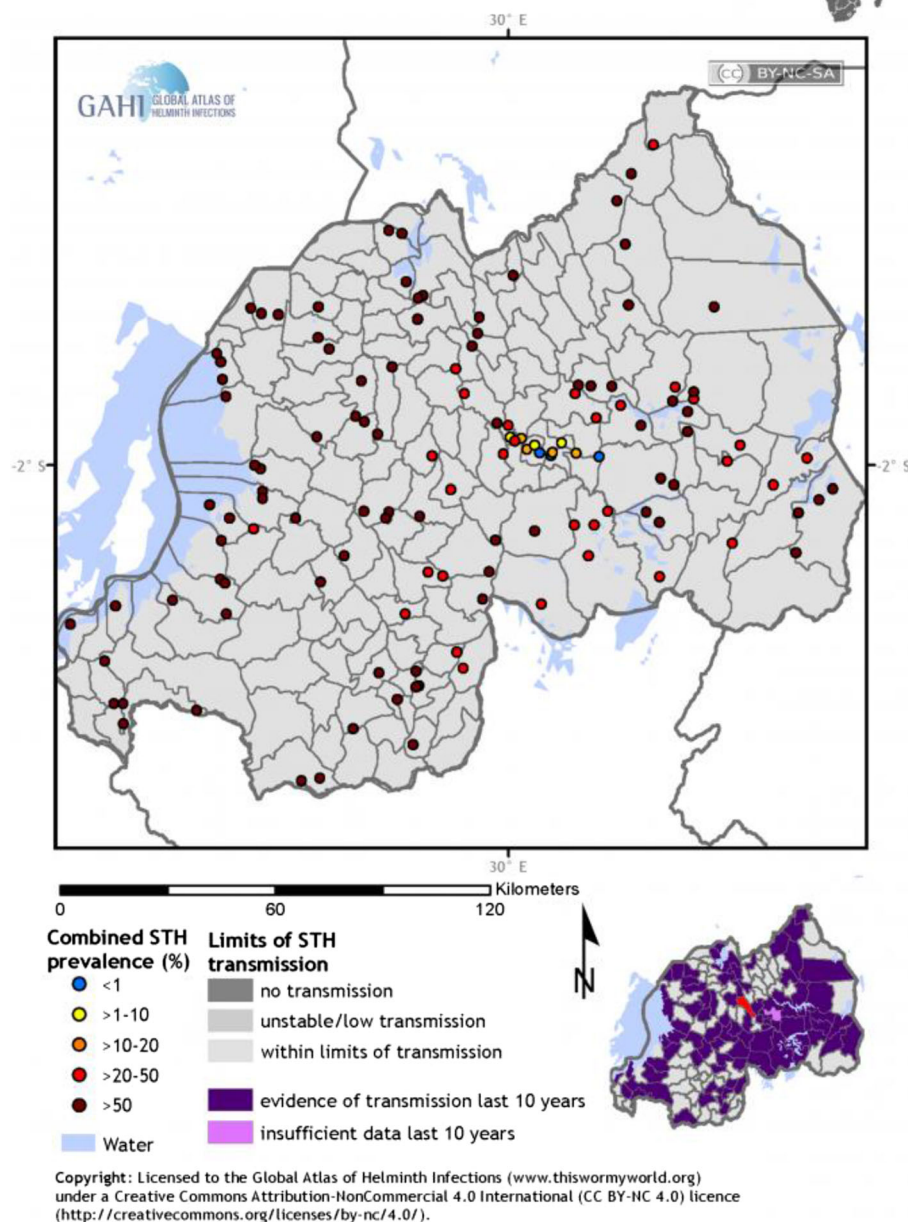 30° E
GAHI GLOBAL ATLAS OF
HELMINTH INFECTIONS
CC BY-NC-SA
-2° S
-2° S
30° E
Kilometers
0 60 120
Combined STH
prevalence (%)
<1
>1-10
>10-20
>20-50
>50
Water
Limits of STH
transmission
no transmission
unstable/low transmission
within limits of transmission
evidence of transmission last 10 years
insufficient data last 10 years
N
Copyright: Licensed to the Global Atlas of Helminth Infections (www.thiswormyworld.org)
under a Creative Commons Attribution-NonCommercial 4.0 International (CC BY-NC 4.0) licence
(http://creativecommons.org/licenses/by-nc/4.0/).